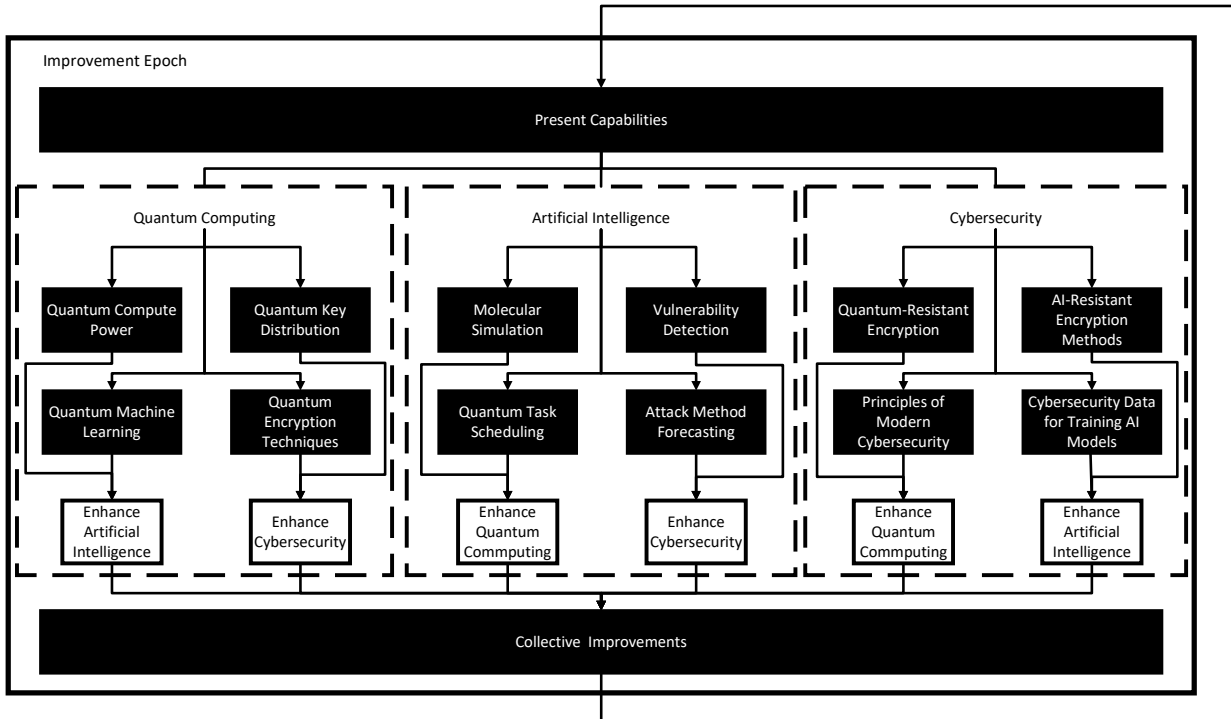 Improvement Epoch
Present Capabilities
Quantum Computing
Artificial Intelligence
Cybersecurity
Quantum Compute
Power
Quantum Key
Distribution
Molecular
Simulation
Vulnerability
Detection
Quantum-Resistant
Encryption
AI-Resistant
Encryption
Methods
Quantum Machine
Learning
Quantum
Encryption
Techniques
Quantum Task
Scheduling
Attack Method
Forecasting
Principles of
Modern
Cybersecurity
Cybersecurity Data
for Training AI
Models
Enhance
Artificial
Intelligence
Enhance
Cybersecurity
Enhance
Quantum
Commputing
Enhance
Cybersecurity
Enhance
Quantum
Commputing
Enhance
Artificial
Intelligence
Collective Improvements